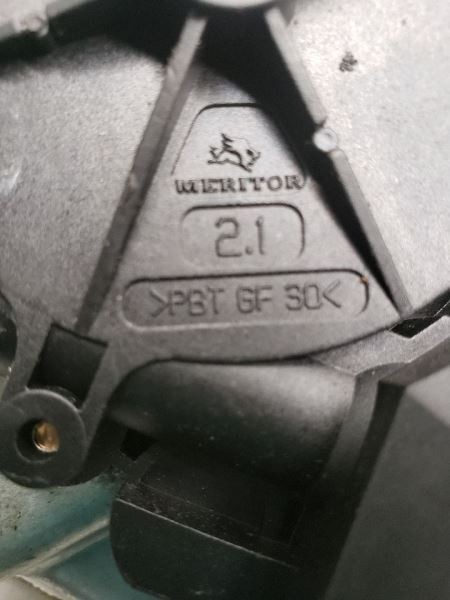 MERITOR
2.1
>PBT GF 30<